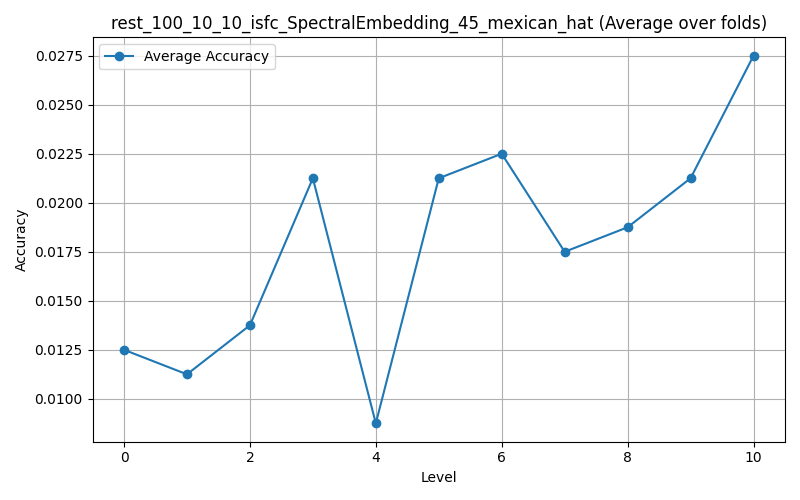 rest_100_10_10_isfc_SpectralEmbedding_45_mexican_hat (Average over folds)
Average Accuracy
0.0275
0.0250
0.0225
0.0200
0.0175
0.0150
0.0125
0.0100
Accuracy
0 2 4 6 8 10
Level